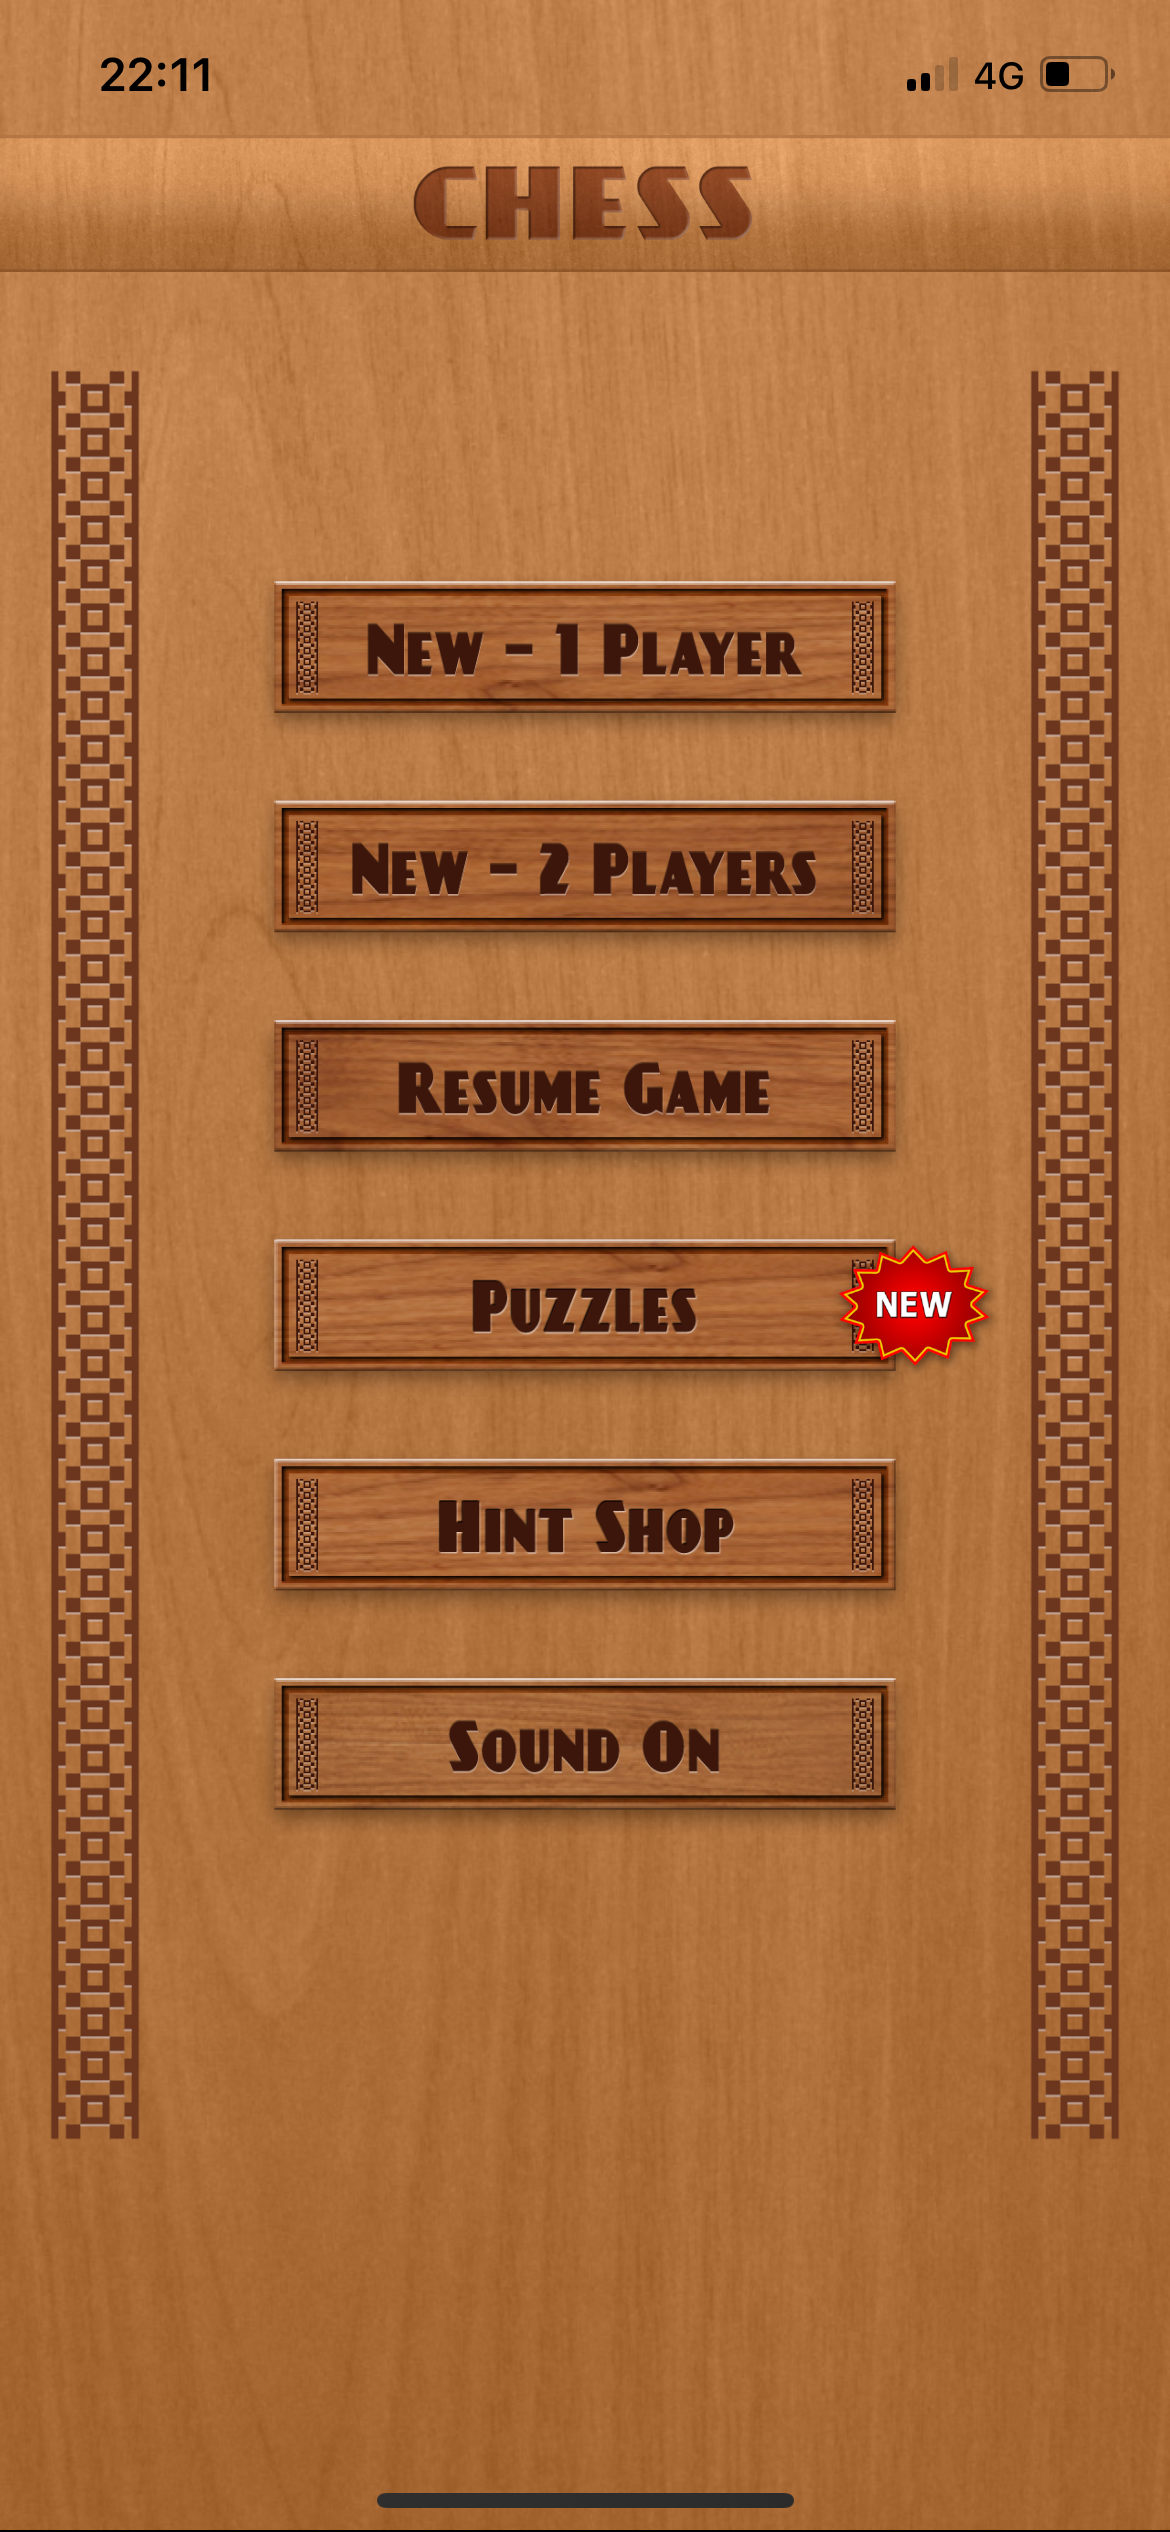 22:11 4G
CHESS
New - 1 Player
New - 2 Players
Resume Game
Puzzles
NEW
Hint Shop
Sound On